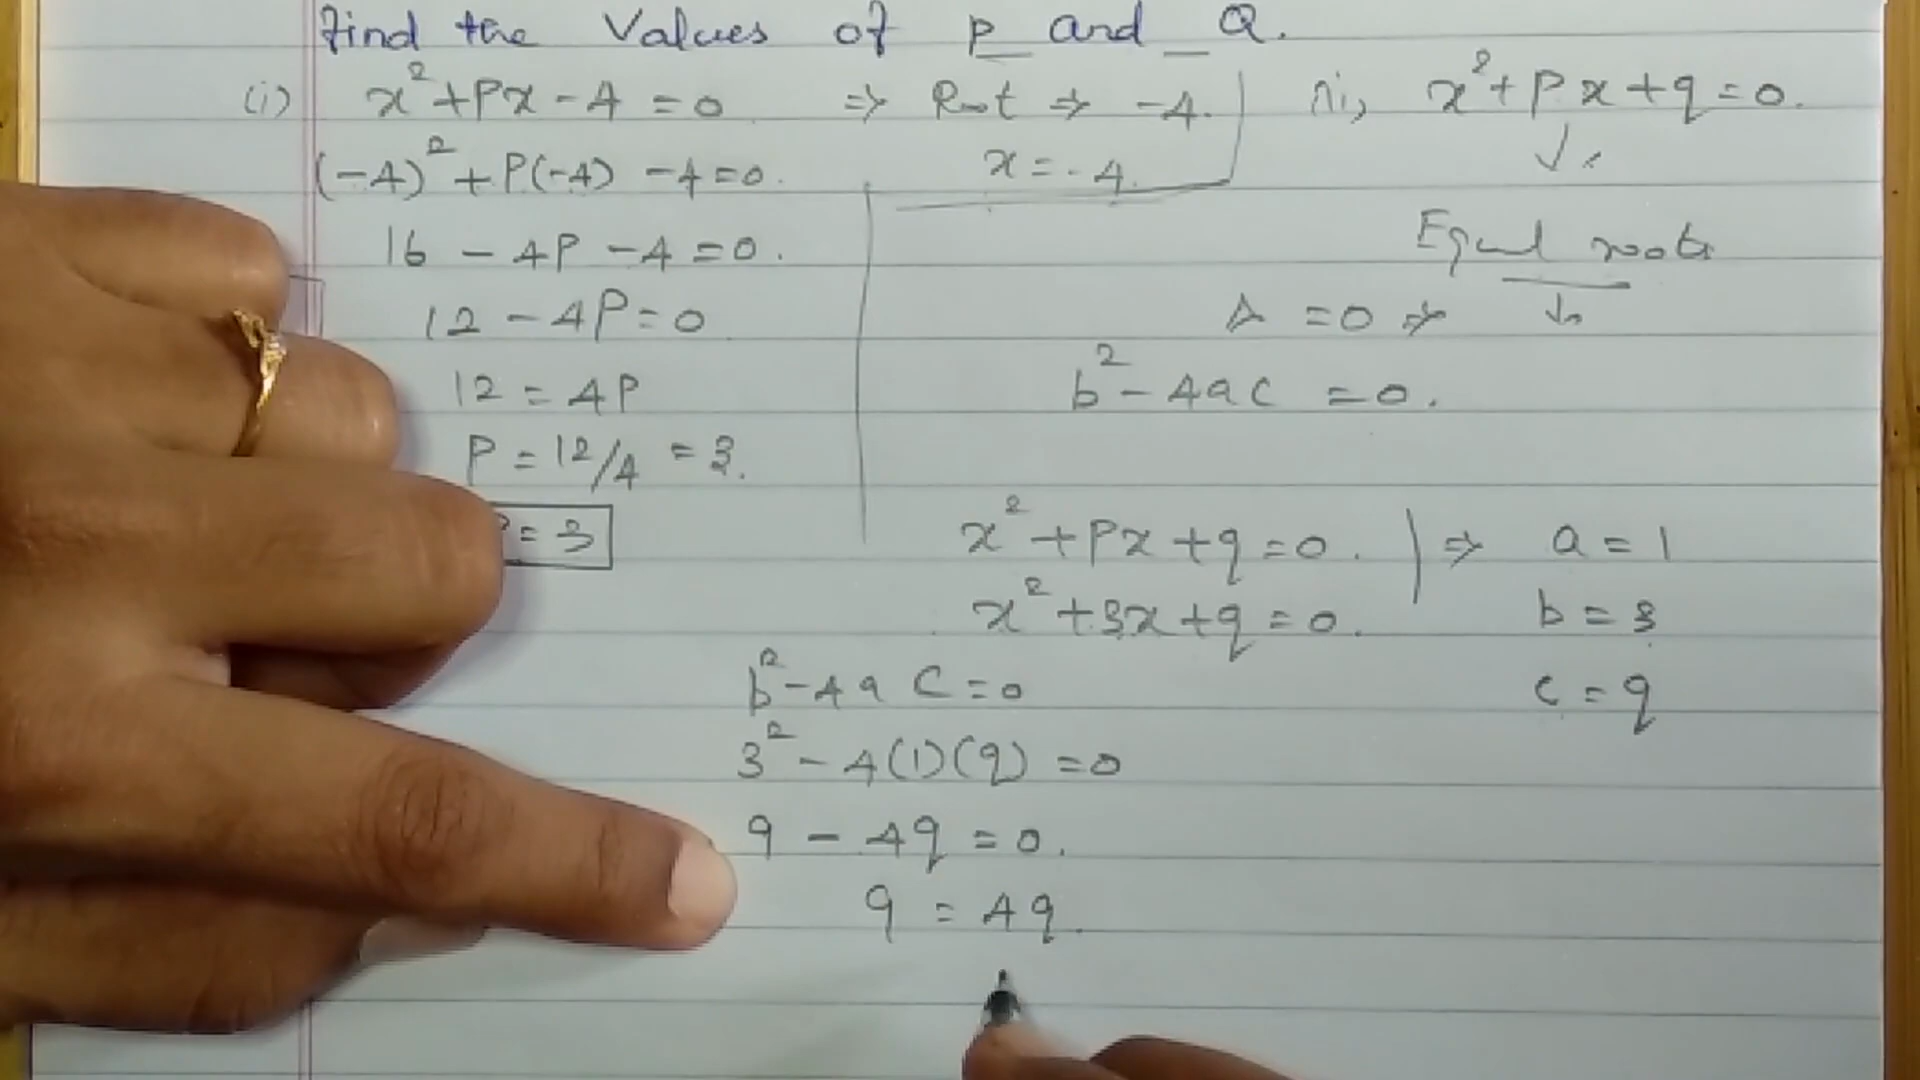 find the Values of P and Q.
(i) x²+Px-4=0 => Root => -4.
x=-4.
(-4)²+P(-4) -4=0.
16 - 4P -4=0.
12-4P=0
12=4P
P=12/4 =3.
=3
ii, x²+Px+q=0.
Equal roots
Δ =0 =>
b²-4ac =0.
x²+Px+q=0. => a=1
x²+3x+q=0. b=3
c=q
b²-4ac=0
3²-4(1)(q)=0
9 - 4q =0.
9 = 4q.